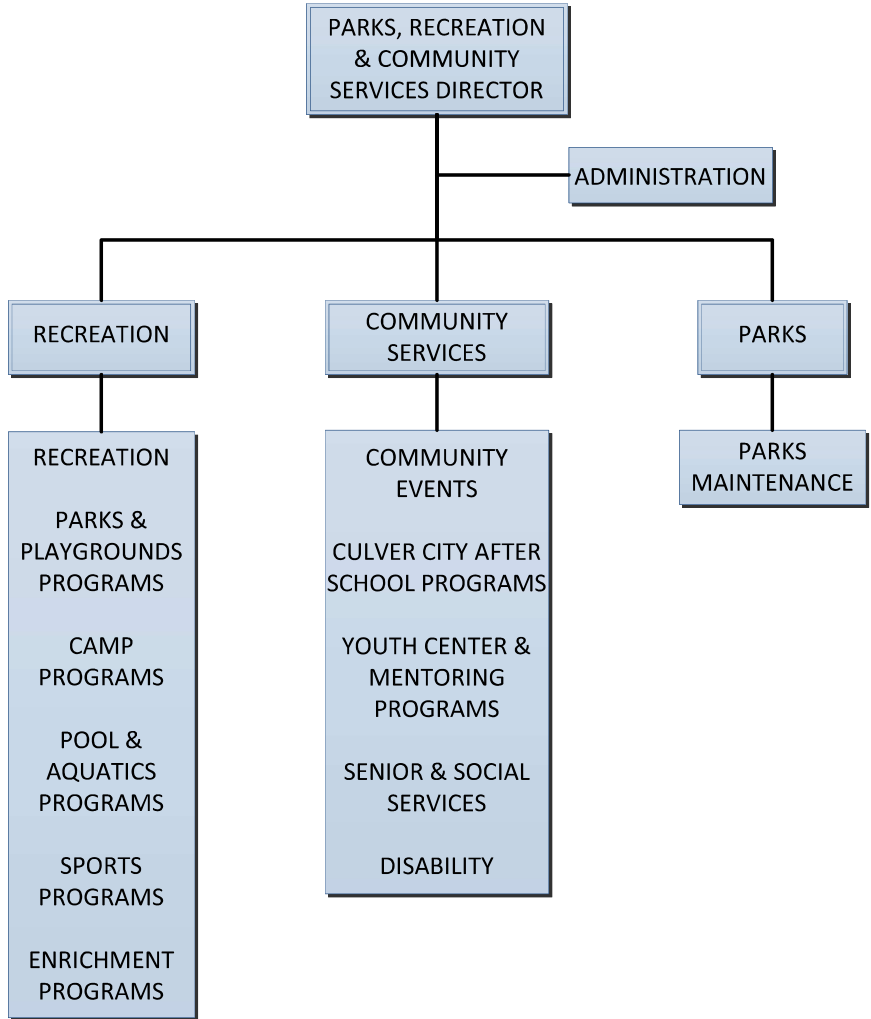 PARKS, RECREATION
& COMMUNITY
SERVICES DIRECTOR
ADMINISTRATION
RECREATION
COMMUNITY
SERVICES
PARKS
RECREATION
PARKS &
PLAYGROUNDS
PROGRAMS
CAMP
PROGRAMS
POOL &
AQUATICS
PROGRAMS
SPORTS
PROGRAMS
ENRICHMENT
PROGRAMS
COMMUNITY
EVENTS
CULVER CITY AFTER
SCHOOL PROGRAMS
YOUTH CENTER &
MENTORING
PROGRAMS
SENIOR & SOCIAL
SERVICES
DISABILITY
PARKS
MAINTENANCE